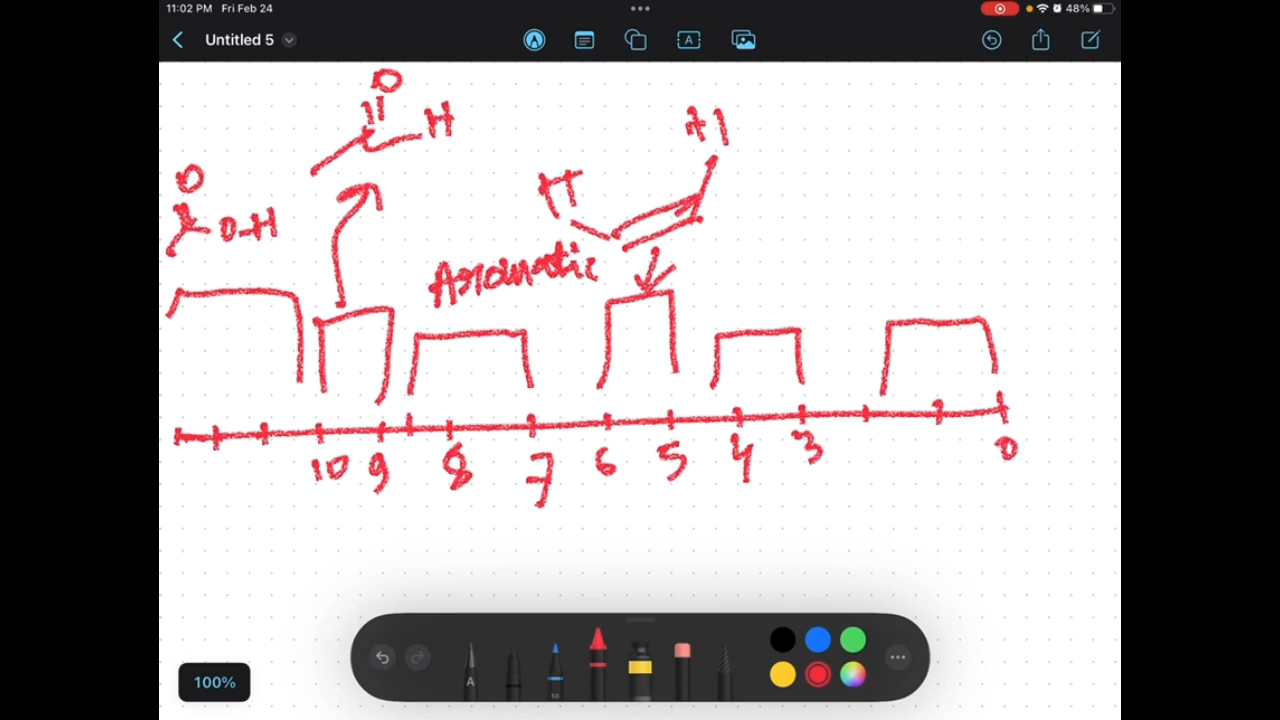 11:02 PM Fri Feb 24
48%
Untitled 5
A
O
H
H
H
O
O-H
Aromatic
10 9 8 7 6 5 4 3 0
A
100%